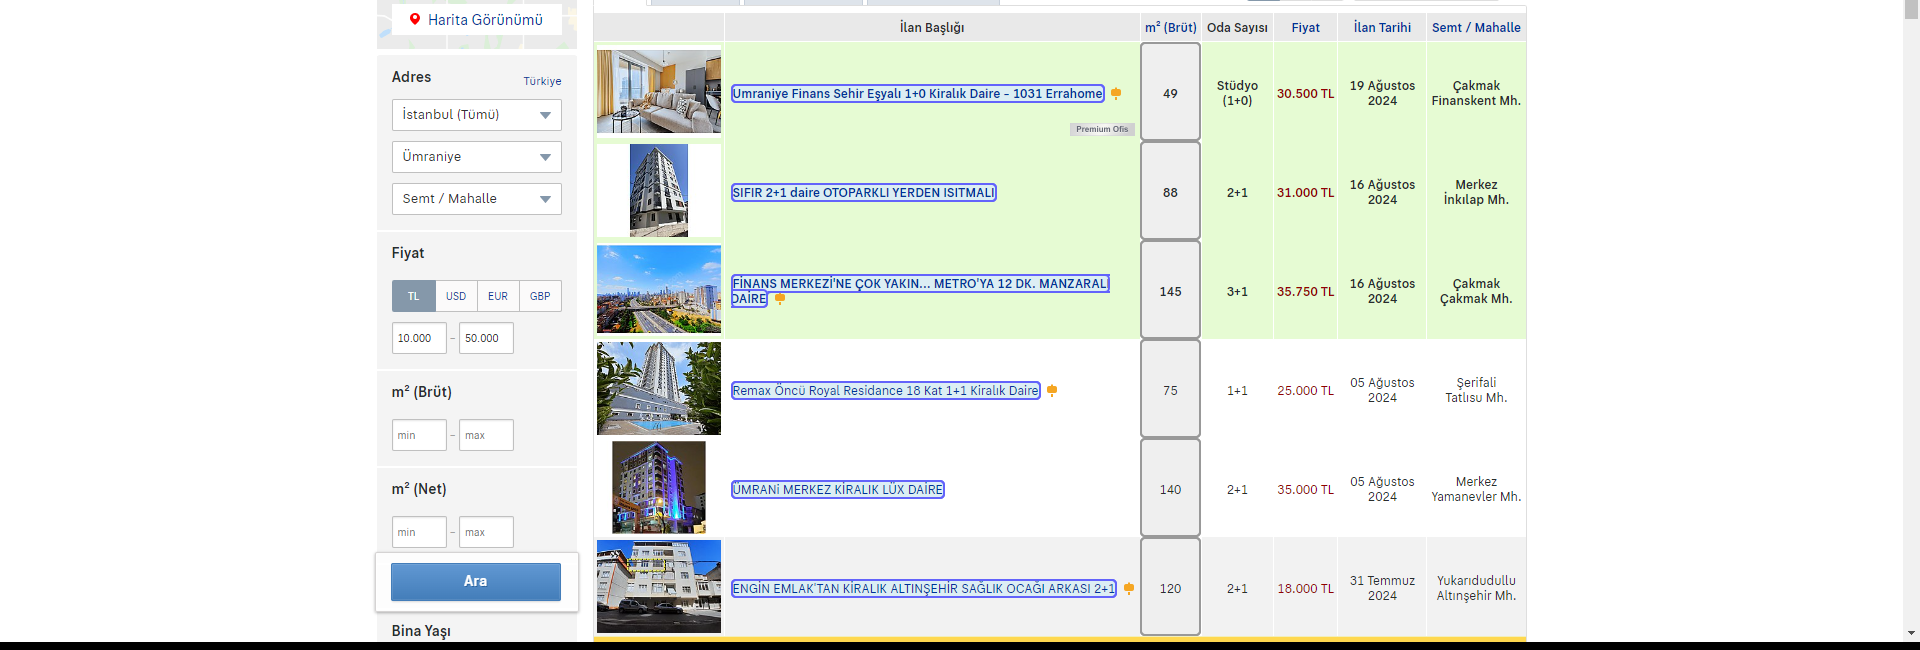 Harita Görünümü
Adres
Türkiye
İstanbul (Tümü)
Ümraniye
Semt / Mahalle
Fiyat
TL USD EUR GBP
10.000 - 50.000
m² (Brüt)
min - max
m² (Net)
min - max
Ara
Bina Yaşı
İlan Başlığı m² (Brüt) Oda Sayısı Fiyat İlan Tarihi Semt / Mahalle
Umraniye Finans Sehir Eşyalı 1+0 Kiralık Daire - 1031 Errahome
Premium Ofis
49
Stüdyo
(1+0)
30.500 TL
19 Ağustos
2024
Çakmak
Finanskent Mh.
SIFIR 2+1 daire OTOPARKLI YERDEN ISITMALI
88
2+1
31.000 TL
16 Ağustos
2024
Merkez
İnkılap Mh.
FİNANS MERKEZİ'NE ÇOK YAKIN... METRO'YA 12 DK. MANZARALI
DAİRE
145
3+1
35.750 TL
16 Ağustos
2024
Çakmak
Çakmak Mh.
Remax Öncü Royal Residance 18 Kat 1+1 Kiralık Daire
75
1+1
25.000 TL
05 Ağustos
2024
Şerifali
Tatlısu Mh.
ÜMRANi MERKEZ KİRALIK LÜX DAİRE
140
2+1
35.000 TL
05 Ağustos
2024
Merkez
Yamanevler Mh.
ENGİN EMLAK'TAN KİRALIK ALTINŞEHİR SAĞLIK OCAĞI ARKASI 2+1
120
2+1
18.000 TL
31 Temmuz
2024
Yukarıdudullu
Altınşehir Mh.